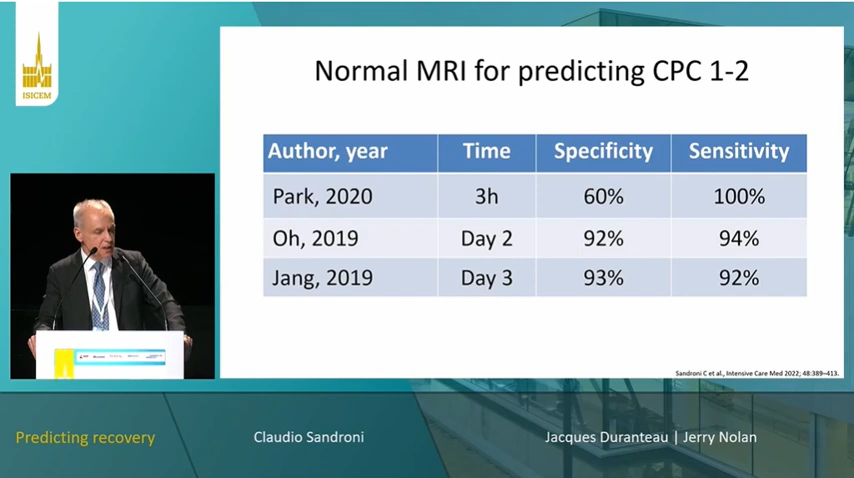 ISICEM
Normal MRI for predicting CPC 1-2
Author, year Time Specificity Sensitivity
Park, 2020 3h 60% 100%
Oh, 2019 Day 2 92% 94%
Jang, 2019 Day 3 93% 92%
Sandroni C et al., Intensive Care Med 2022; 48:389–413.
Predicting recovery Claudio Sandroni Jacques Duranteau | Jerry Nolan